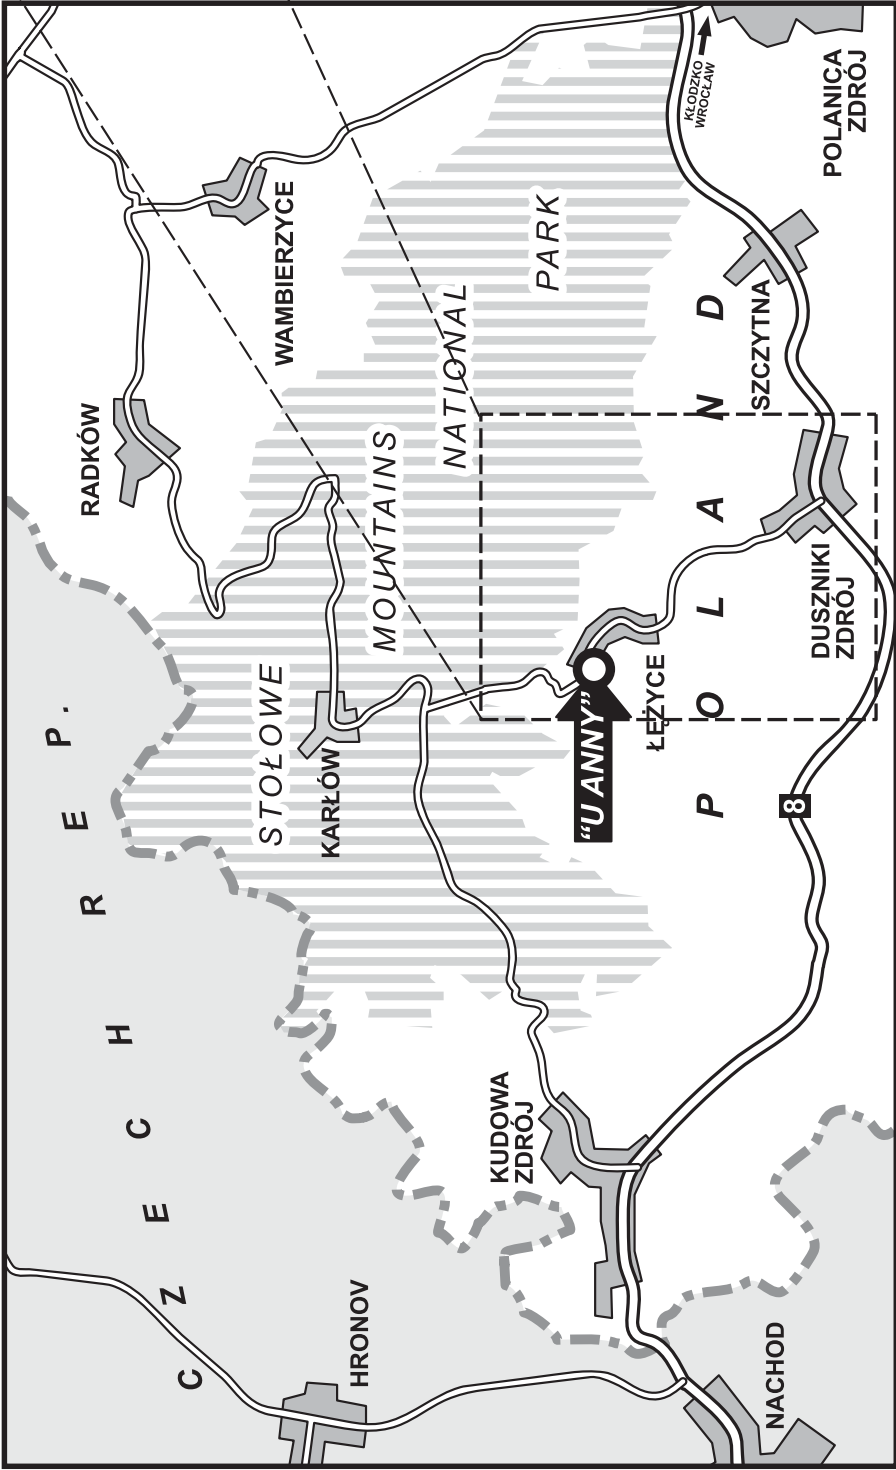 CZECH REP.
HRONOV
NACHOD
KUDOWA
ZDRÓJ
RADKÓW
WAMBIERZYCE
STOŁOWE
MOUNTAINS
NATIONAL
PARK
KARŁÓW
"U ANNY"
ŁĘŻYCE
POLAND
8
DUSZNIKI
ZDRÓJ
SZCZYTNA
KŁODZKO
WROCŁAW
POLANICA
ZDRÓJ